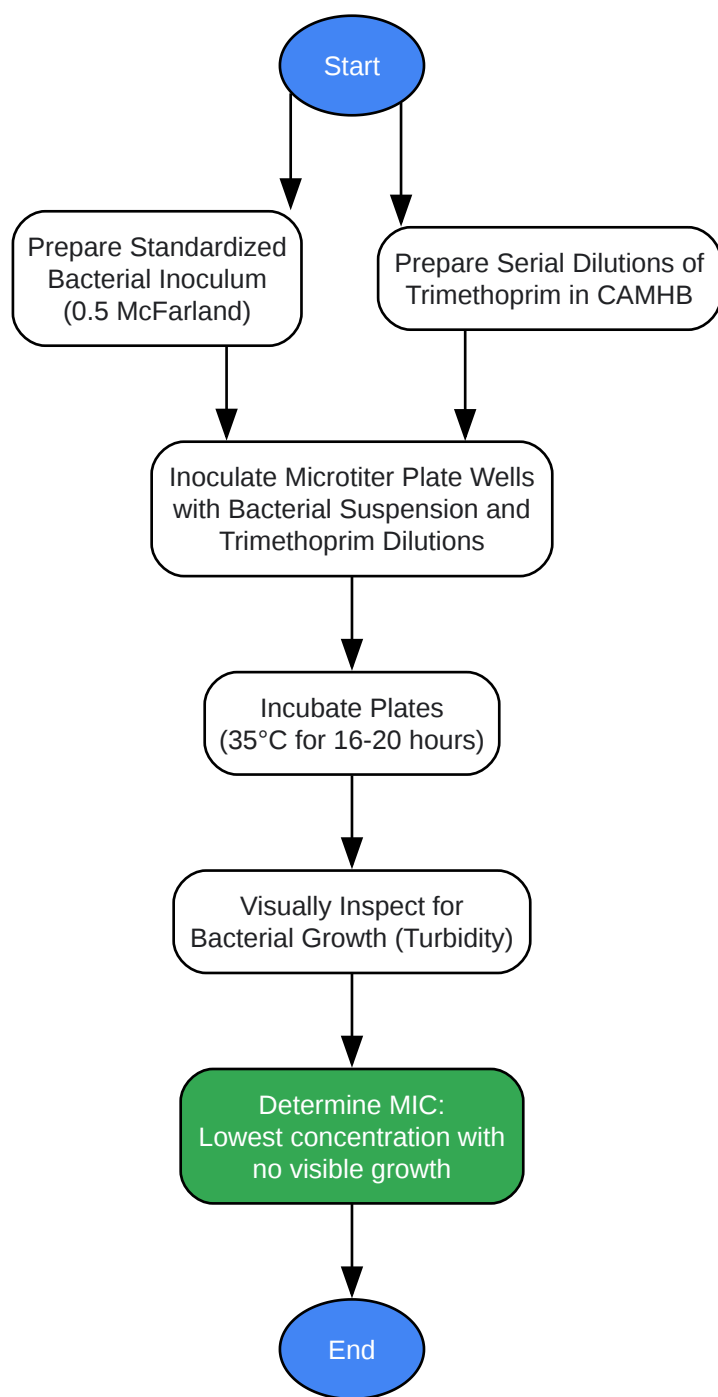 Start
Prepare Standardized
Bacterial Inoculum
(0.5 McFarland)
Prepare Serial Dilutions of
Trimethoprim in CAMHB
Inoculate Microtiter Plate Wells
with Bacterial Suspension and
Trimethoprim Dilutions
Incubate Plates
(35°C for 16-20 hours)
Visually Inspect for
Bacterial Growth (Turbidity)
Determine MIC:
Lowest concentration with
no visible growth
End